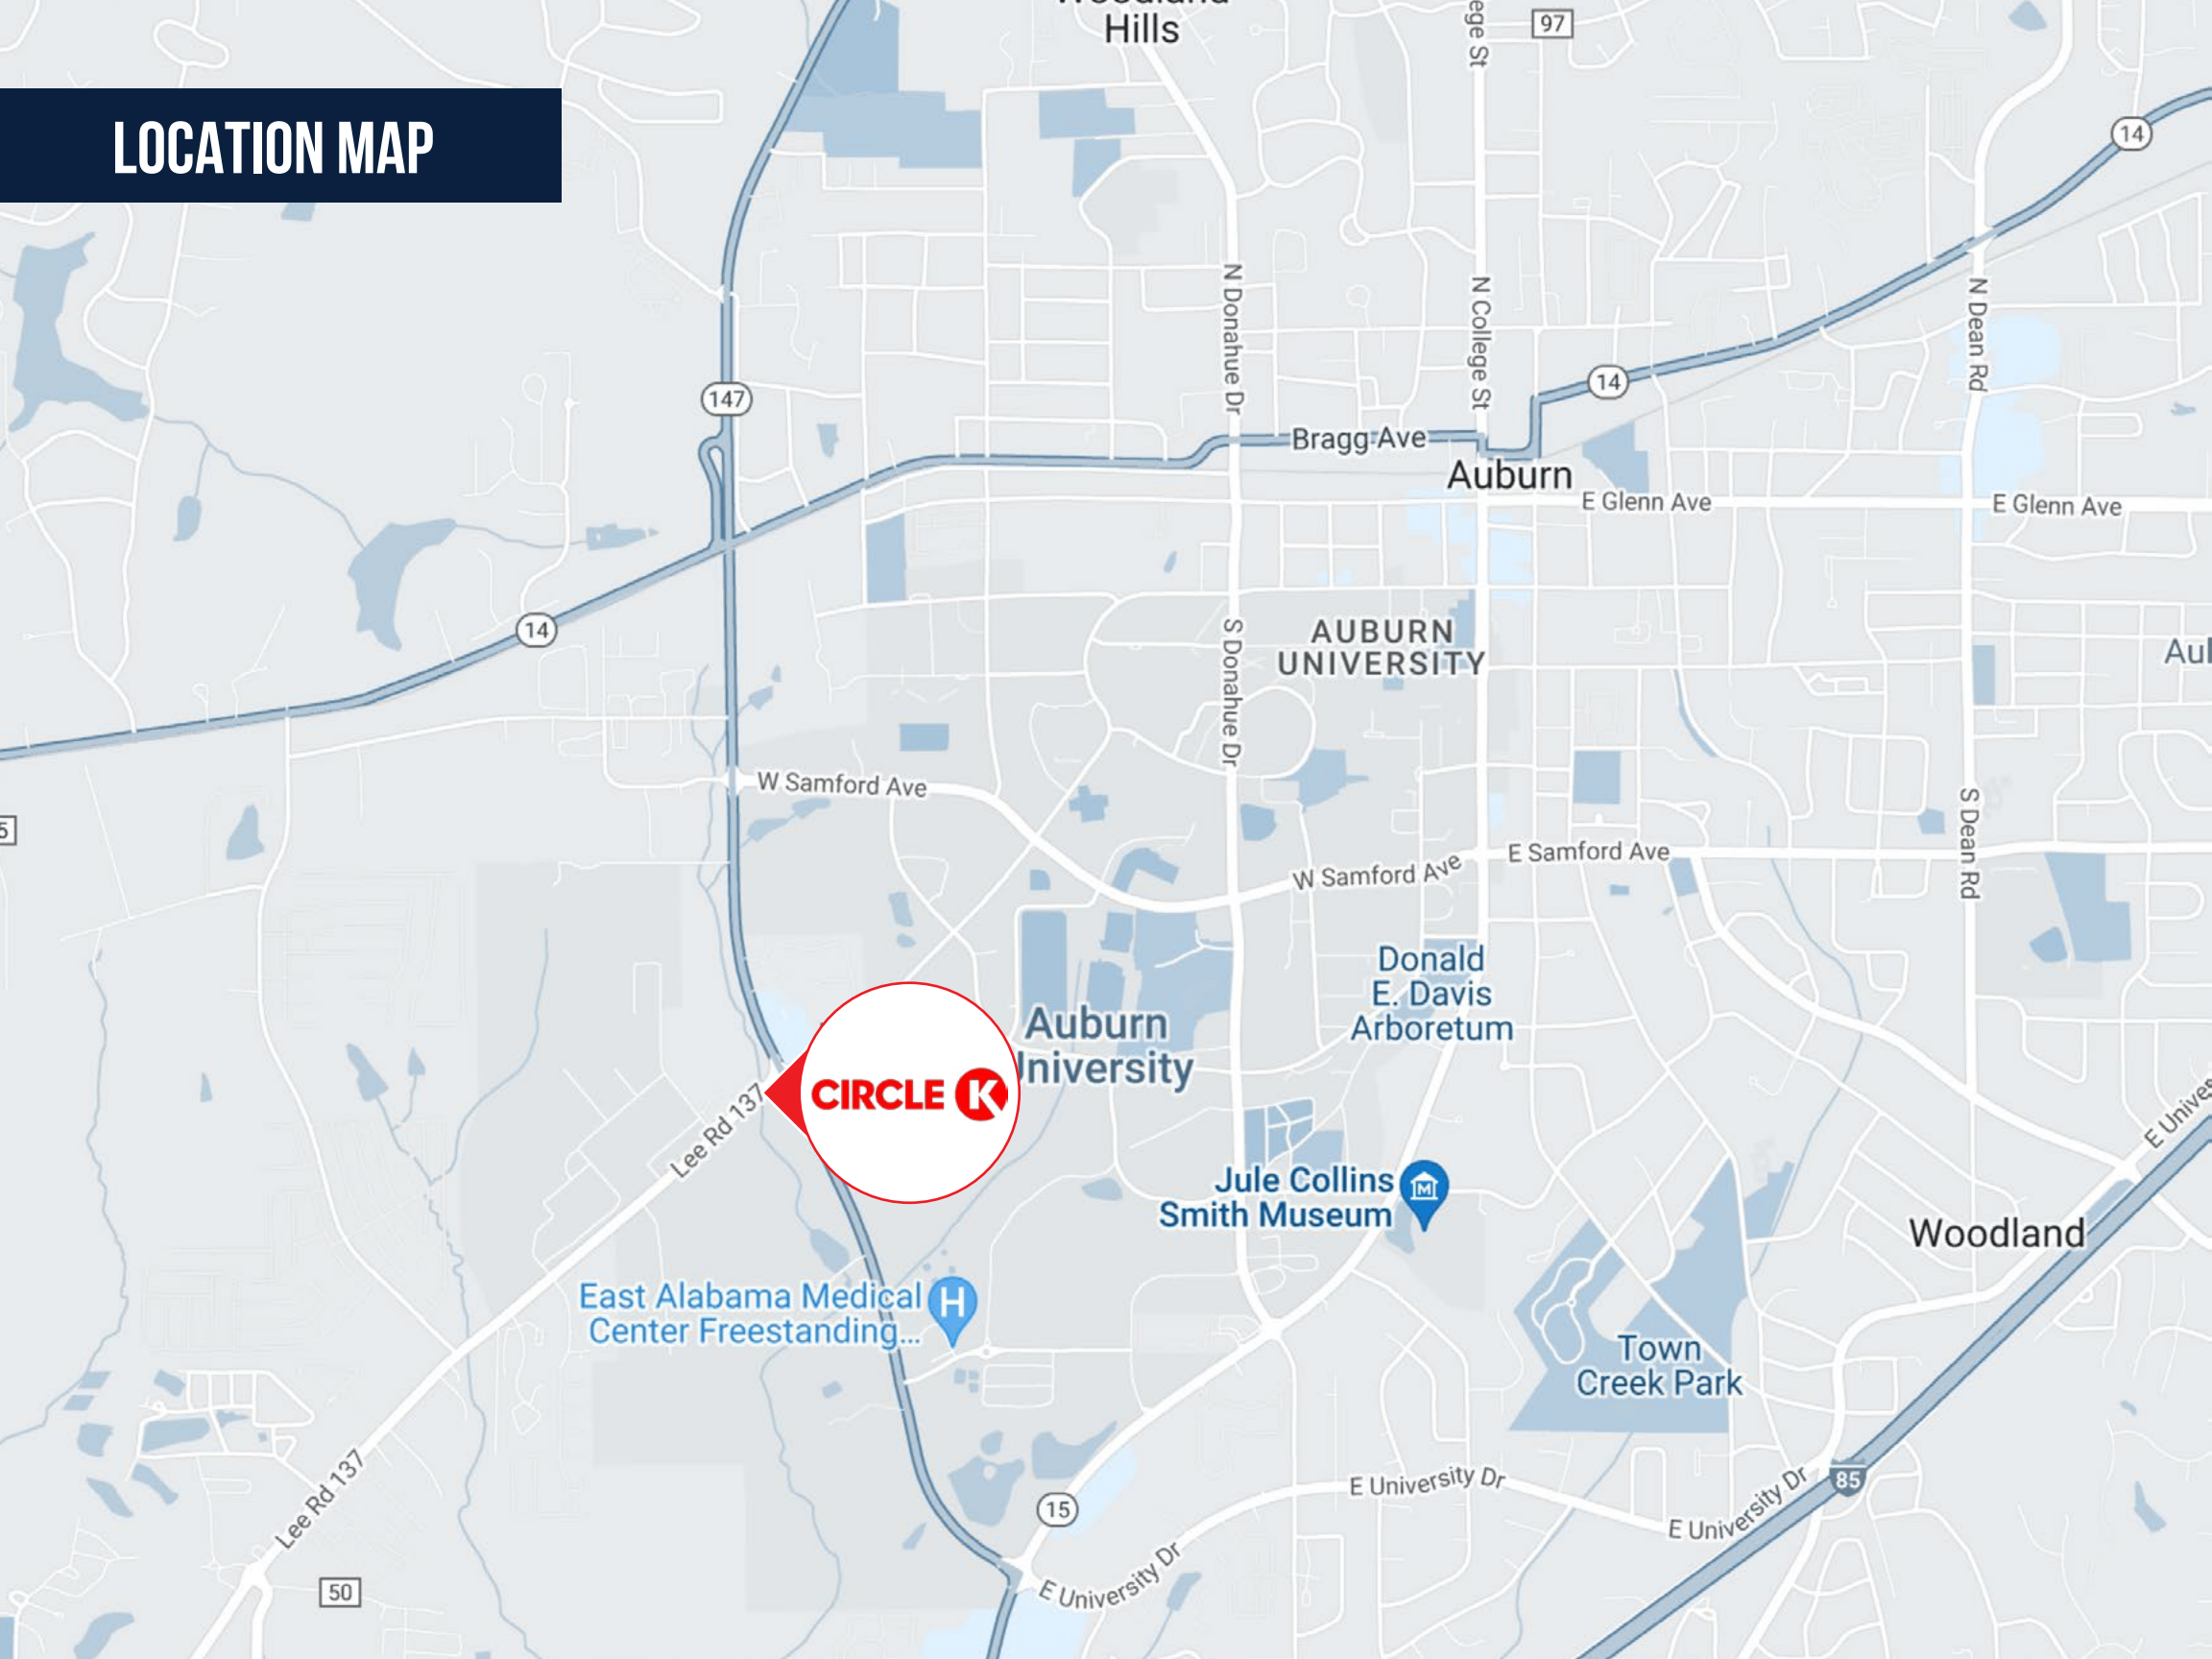 LOCATION MAP
Hills
ege St
97
14
N Donahue Dr
N College St
N Dean Rd
147
14
Bragg Ave
Auburn
E Glenn Ave
E Glenn Ave
14
S Donahue Dr
AUBURN
UNIVERSITY
Aul
W Samford Ave
5
S Dean Rd
E Samford Ave
W Samford Ave
Donald
E. Davis
Arboretum
Auburn
University
CIRCLE K
Lee Rd 137
E Unive
Jule Collins
Smith Museum
M
Woodland
East Alabama Medical
Center Freestanding...
H
Town
Creek Park
Lee Rd 137
15
E University Dr
E University Dr
85
E University Dr
50